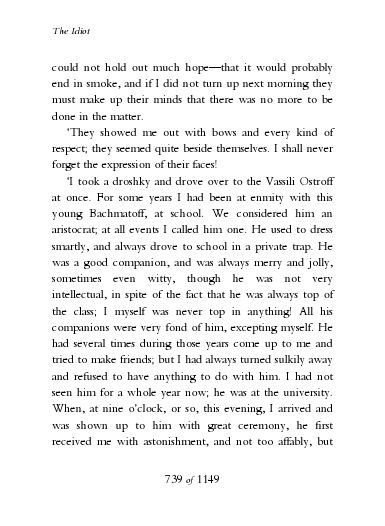 The Idiot
could not hold out much hope—that it would probably
end in smoke, and if I did not turn up next morning they
must make up their minds that there was no more to be
done in the matter.
‘They showed me out with bows and every kind of
respect; they seemed quite beside themselves. I shall never
forget the expression of their faces!
‘I took a droshky and drove over to the Vassili Ostroff
at once. For some years I had been at enmity with this
young Bachmatoff, at school. We considered him an
aristocrat; at all events I called him one. He used to dress
smartly, and always drove to school in a private trap. He
was a good companion, and was always merry and jolly,
sometimes even witty, though he was not very
intellectual, in spite of the fact that he was always top of
the class; I myself was never top in anything! All his
companions were very fond of him, excepting myself. He
had several times during those years come up to me and
tried to make friends; but I had always turned sulkily away
and refused to have anything to do with him. I had not
seen him for a whole year now; he was at the university.
When, at nine o’clock, or so, this evening, I arrived and
was shown up to him with great ceremony, he first
received me with astonishment, and not too affably, but
739 of 1149